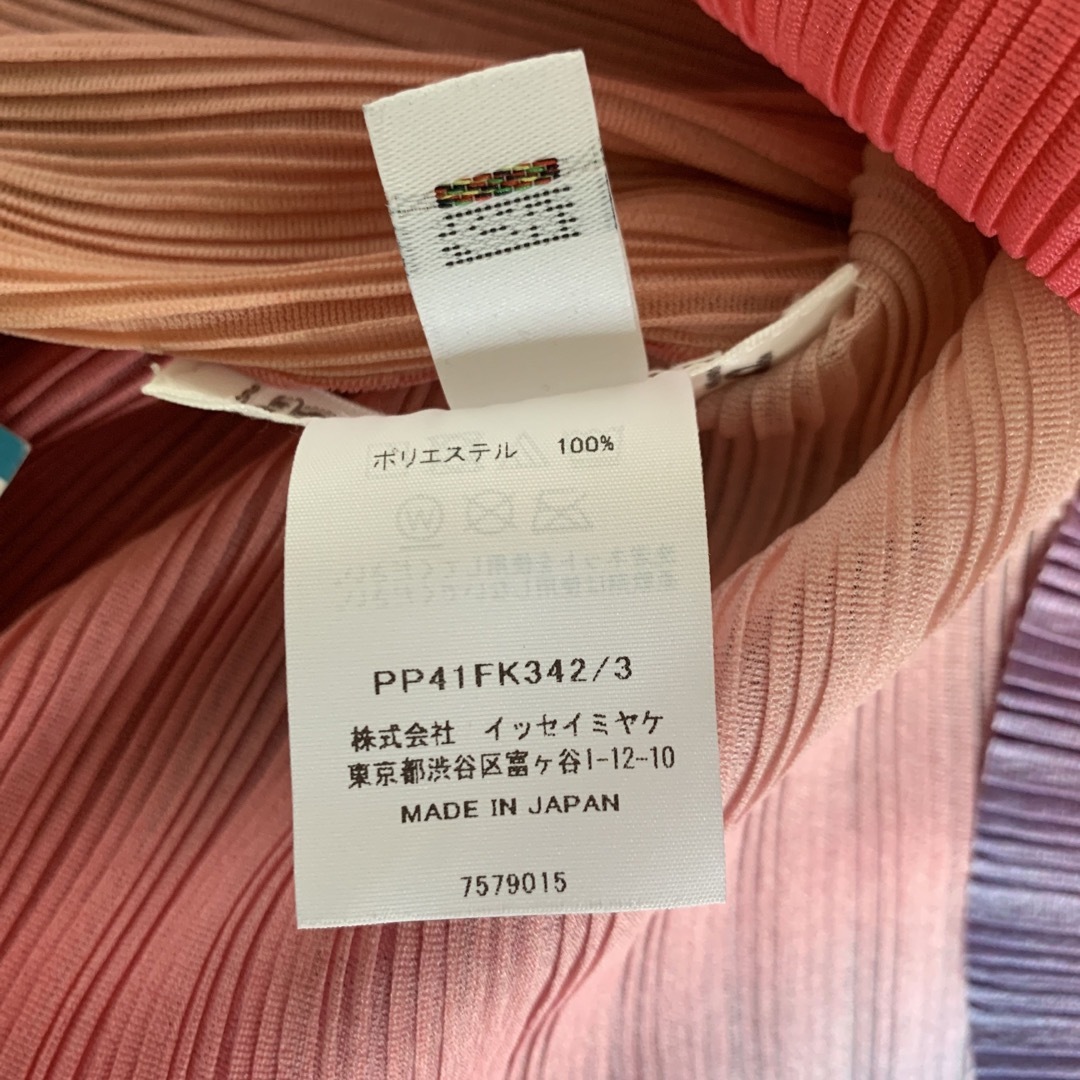 ポリエステル 100%
PP41FK342/3
株式会社 イッセイミヤケ
東京都渋谷区富ヶ谷1-12-10
MADE IN JAPAN
7579015